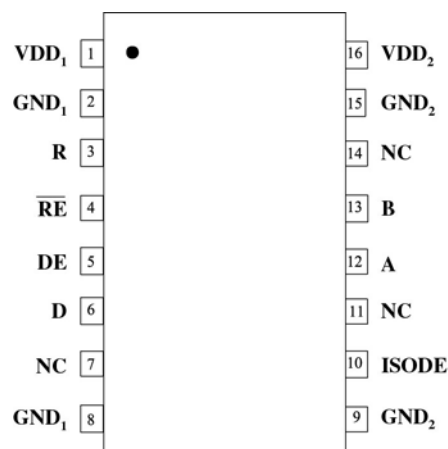 VDD₁ 1 16 VDD₂
GND₁ 2 15 GND₂
R 3 14 NC
R̅E̅ 4 13 B
DE 5 12 A
D 6 11 NC
NC 7 10 ISODE
GND₁ 8 9 GND₂